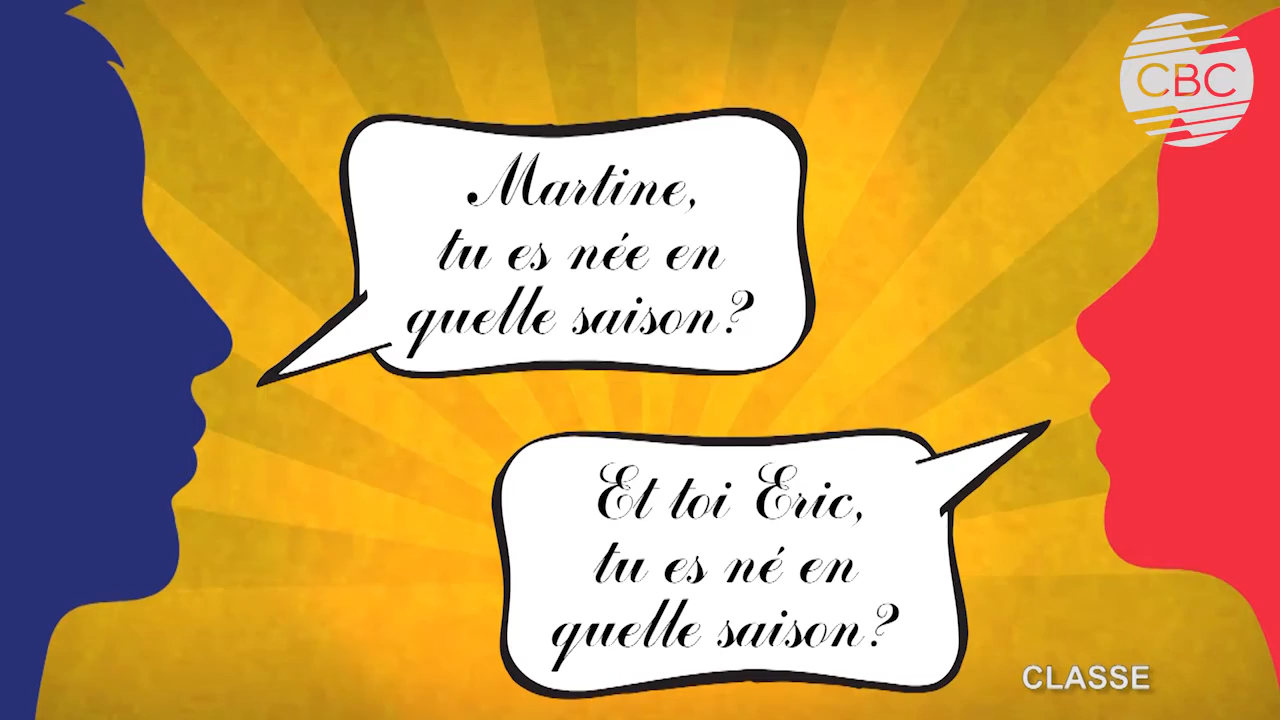 CBC
Martine,
tu es née en
quelle saison?
Et toi Eric,
tu es né en
quelle saison?
CLASSE